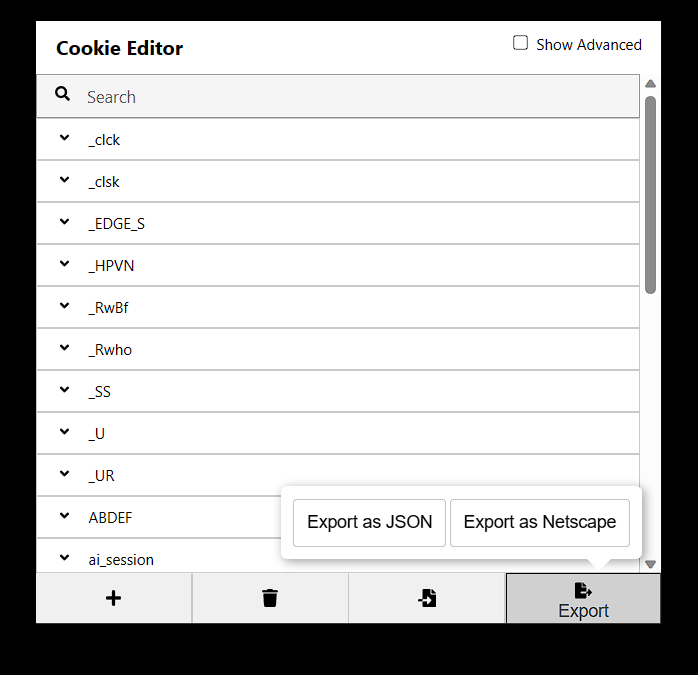 Cookie Editor
Show Advanced
Search
_clck
_clsk
_EDGE_S
_HPVN
_RwBf
_Rwho
_SS
_U
_UR
ABDEF
ai_session
Export as JSON
Export as Netscape
Export